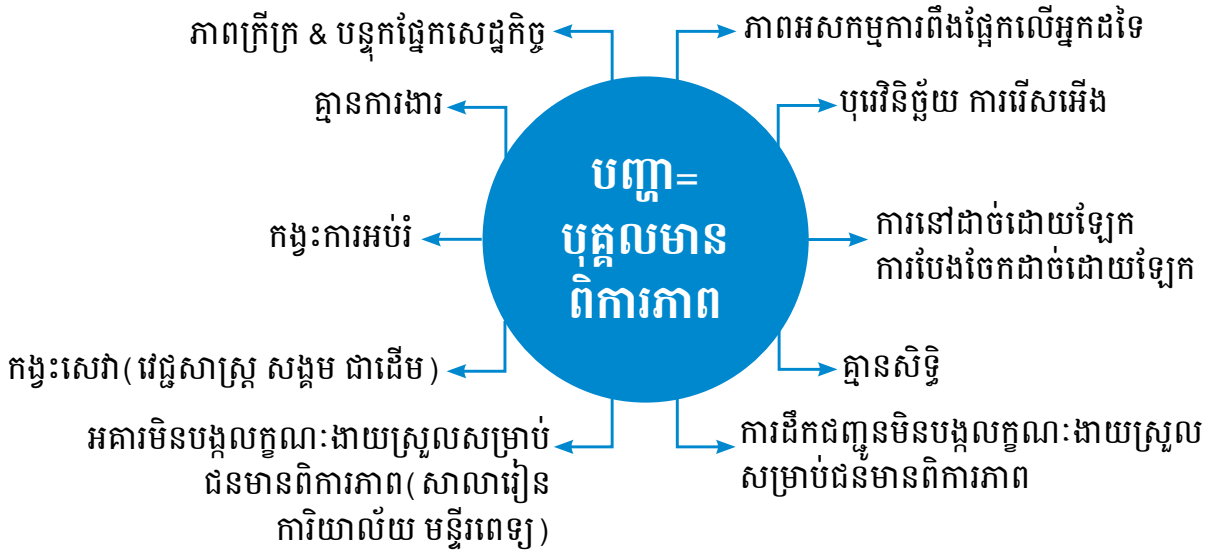 ភាពក្រីក្រ & បន្ទុកផ្នែកសេដ្ឋកិច្ច
ភាពអសកម្មការពឹងផ្អែកលើអ្នកដទៃ
គ្មានការងារ
បុរេវិនិច្ឆ័យ ការរើសអើង
បញ្ហា=
បុគ្គលមាន
ពិការភាព
កង្វះការអប់រំ
ការនៅដាច់ដោយឡែក
ការបែងចែកដាច់ដោយឡែក
កង្វះសេវា(វេជ្ជសាស្ត្រ សង្គម ជាដើម)
គ្មានសិទ្ធិ
អគារមិនបង្កលក្ខណៈងាយស្រួលសម្រាប់
ជនមានពិការភាព(សាលារៀន
ការិយាល័យ មន្ទីរពេទ្យ)
ការដឹកជញ្ជូនមិនបង្កលក្ខណៈងាយស្រួល
សម្រាប់ជនមានពិការភាព